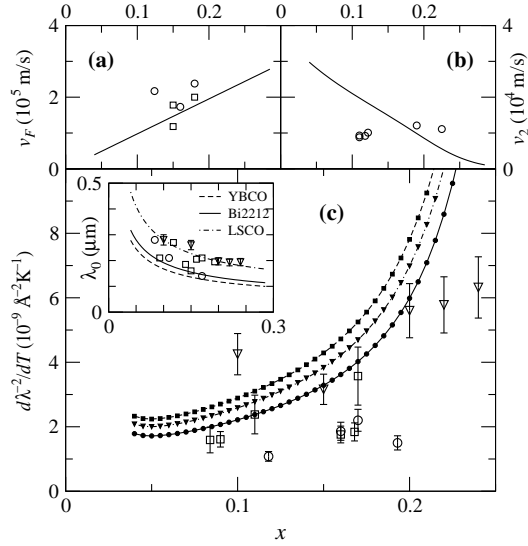 0 0.1 0.2 0 0.1 0.2
(a) (b)
4
2
0
v_F (10^5 m/s)
4
2
0
v_2 (10^4 m/s)
0.5
0
λ_0 (μm)
YBCO
Bi2212
LSCO
0 0.3
(c)
8
6
4
2
0
dλ^-2/dT (10^-9 Å^-2K^-1)
0.1 0.2
x